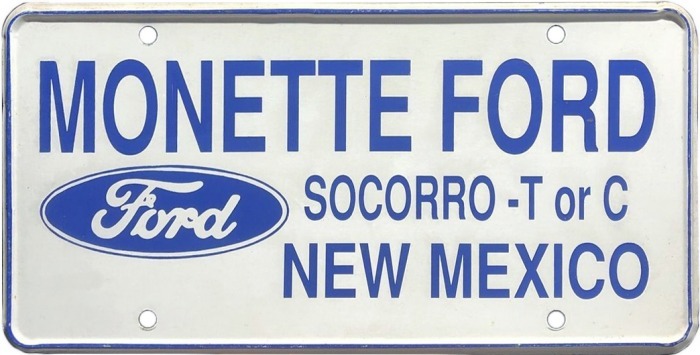 MONETTE FORD
Ford
SOCORRO -T or C
NEW MEXICO